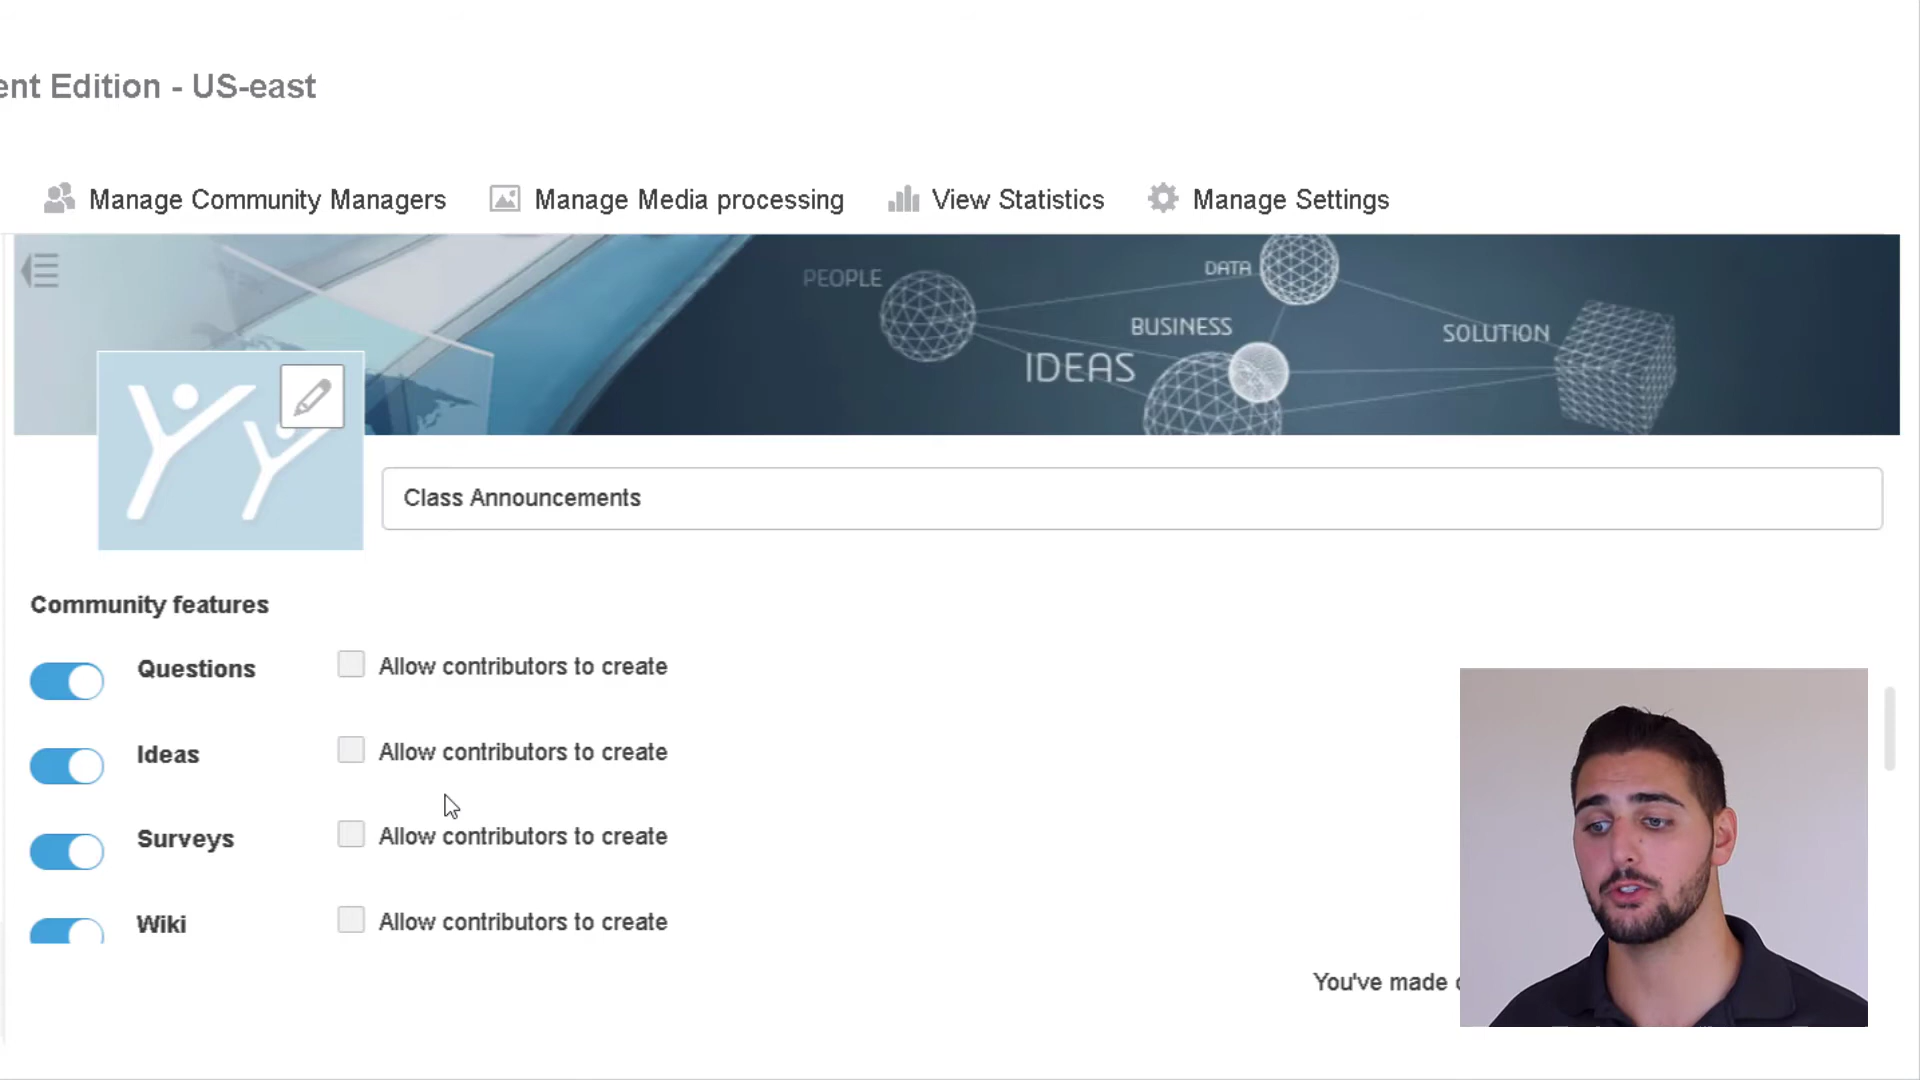 ent Edition - US-east
Manage Community Managers Manage Media processing View Statistics Manage Settings
PEOPLE
DATA
BUSINESS
IDEAS
SOLUTION
Class Announcements
Community features
Questions Allow contributors to create
Ideas Allow contributors to create
Surveys Allow contributors to create
Wiki Allow contributors to create
You've made